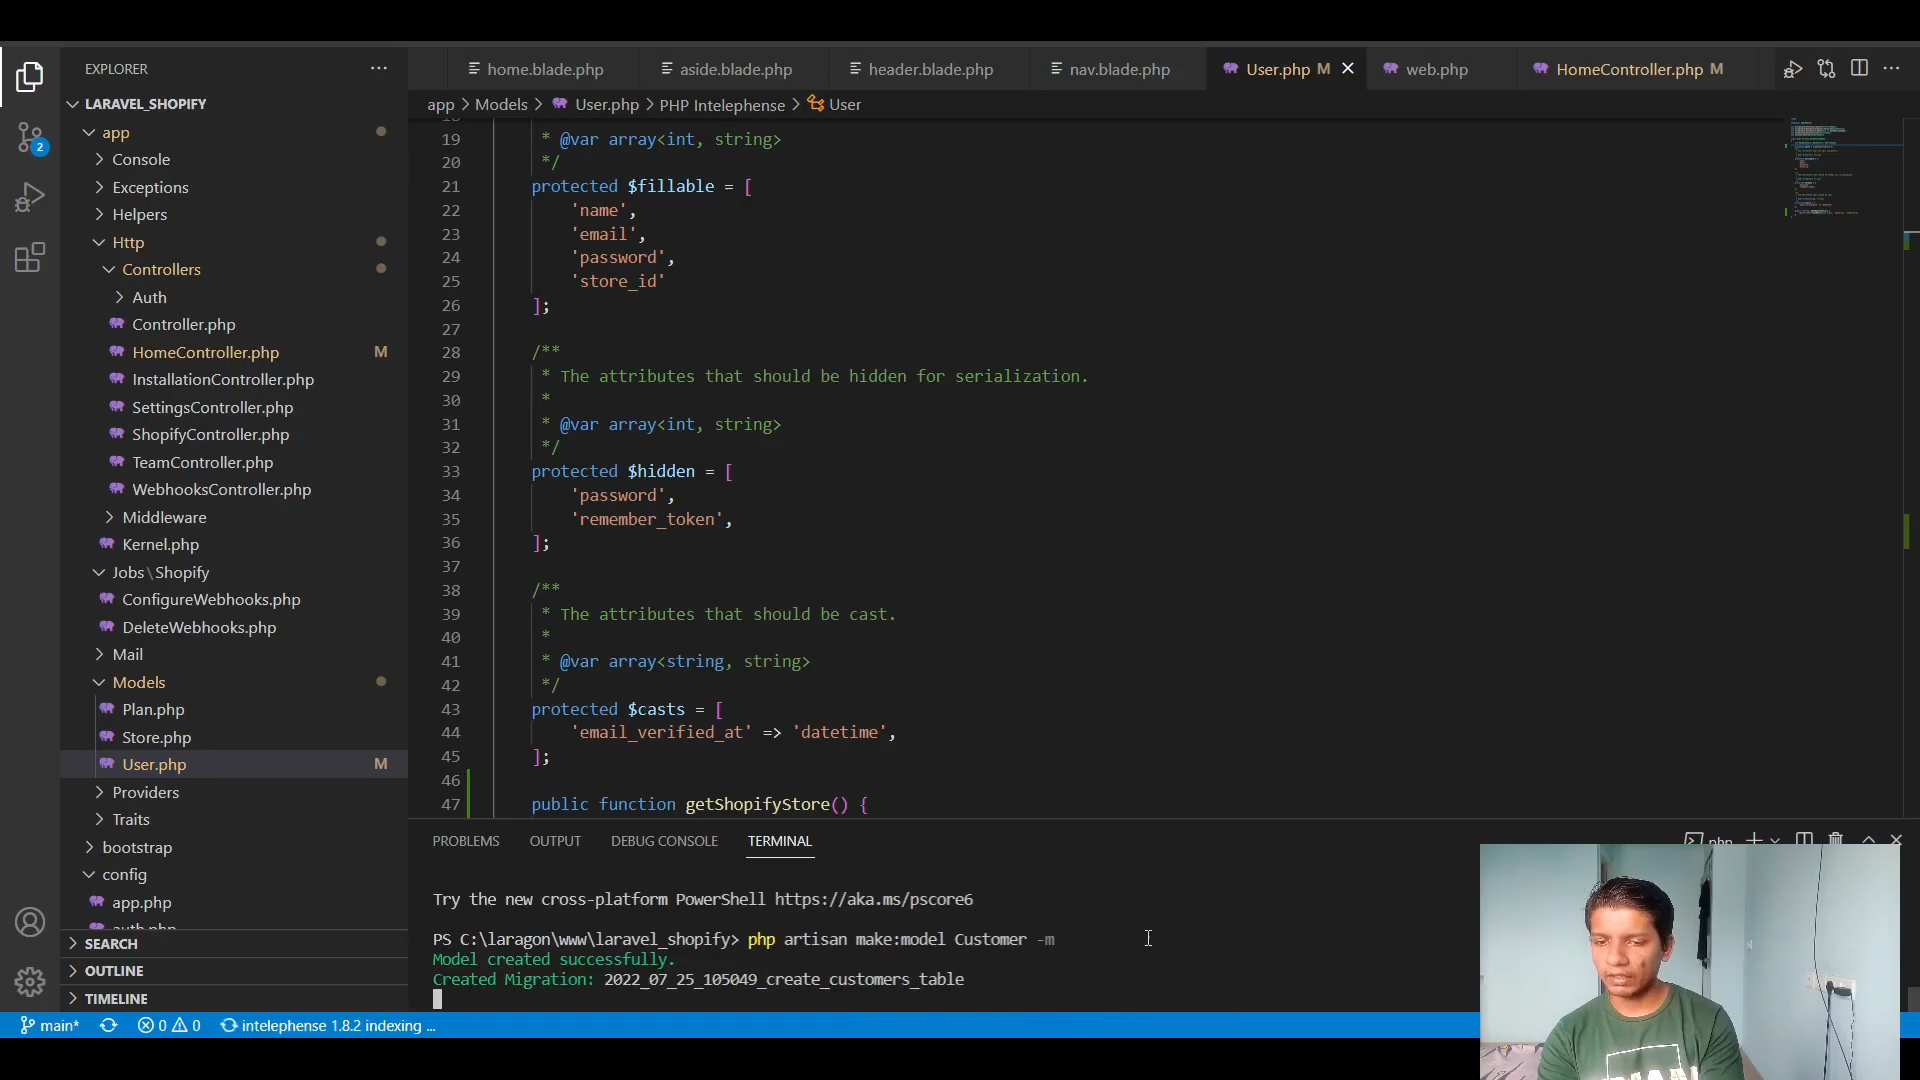 EXPLORER
LARAVEL_SHOPIFY
app
Console
Exceptions
Helpers
Http
Controllers
Auth
Controller.php
HomeController.php M
InstallationController.php
SettingsController.php
ShopifyController.php
TeamController.php
WebhooksController.php
Middleware
Kernel.php
Jobs\Shopify
ConfigureWebhooks.php
DeleteWebhooks.php
Mail
Models
Plan.php
Store.php
User.php M
Providers
Traits
bootstrap
config
app.php
auth.php
SEARCH
OUTLINE
TIMELINE
2
home.blade.php aside.blade.php header.blade.php nav.blade.php User.php M web.php HomeController.php M
app > Models > User.php > PHP Intelephense > User
19 * @var array<int, string>
20 */
21 protected $fillable = [
22 'name',
23 'email',
24 'password',
25 'store_id'
26 ];
27
28 /**
29 * The attributes that should be hidden for serialization.
30 *
31 * @var array<int, string>
32 */
33 protected $hidden = [
34 'password',
35 'remember_token',
36 ];
37
38 /**
39 * The attributes that should be cast.
40 *
41 * @var array<string, string>
42 */
43 protected $casts = [
44 'email_verified_at' => 'datetime',
45 ];
46
47 public function getShopifyStore() {
PROBLEMS OUTPUT DEBUG CONSOLE TERMINAL
php
Try the new cross-platform PowerShell https://aka.ms/pscore6
PS C:\laragon\www\laravel_shopify> php artisan make:model Customer -m
Model created successfully.
Created Migration: 2022_07_25_105049_create_customers_table
main* 0 0 intelephense 1.8.2 indexing ...